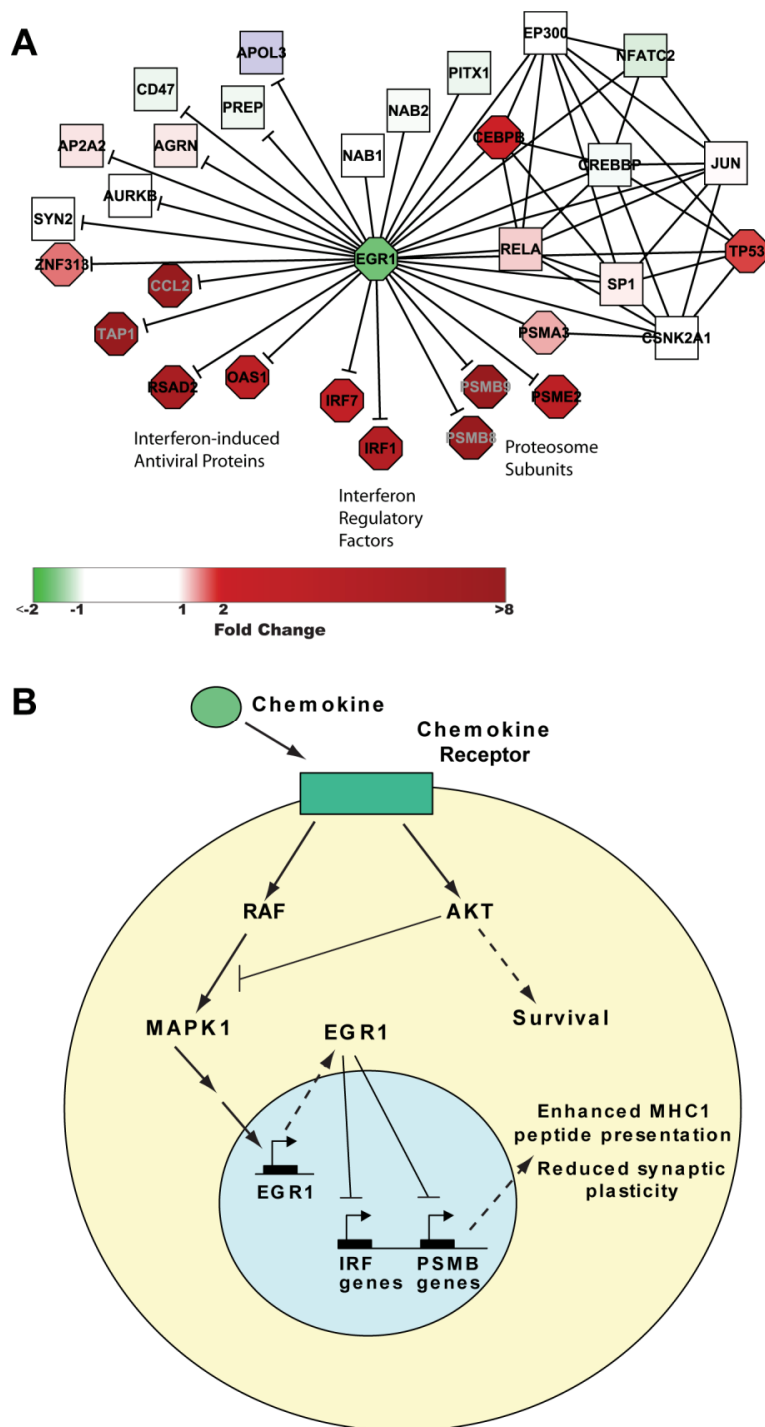 A
EP300
APOL3
NFATC2
PITX1
CD47
PREP
NAB2
CEBPB
AP2A2
AGRN
NAB1
CREBBP
JUN
AURKB
SYN2
RELA
TP53
ZNF313
EGR1
CCL2
SP1
TAP1
PSMA3
CSNK2A1
RSAD2
OAS1
IRF7
PSMB9
PSME2
IRF1
PSMB8
Interferon-induced
Antiviral Proteins
Proteosome
Subunits
Interferon
Regulatory
Factors
<-2 -1 1 2 >8
Fold Change
B
Chemokine
Chemokine
Receptor
RAF
AKT
MAPK1
EGR1
Survival
Enhanced MHC1
peptide presentation
Reduced synaptic
plasticity
EGR1
IRF
genes
PSMB
genes